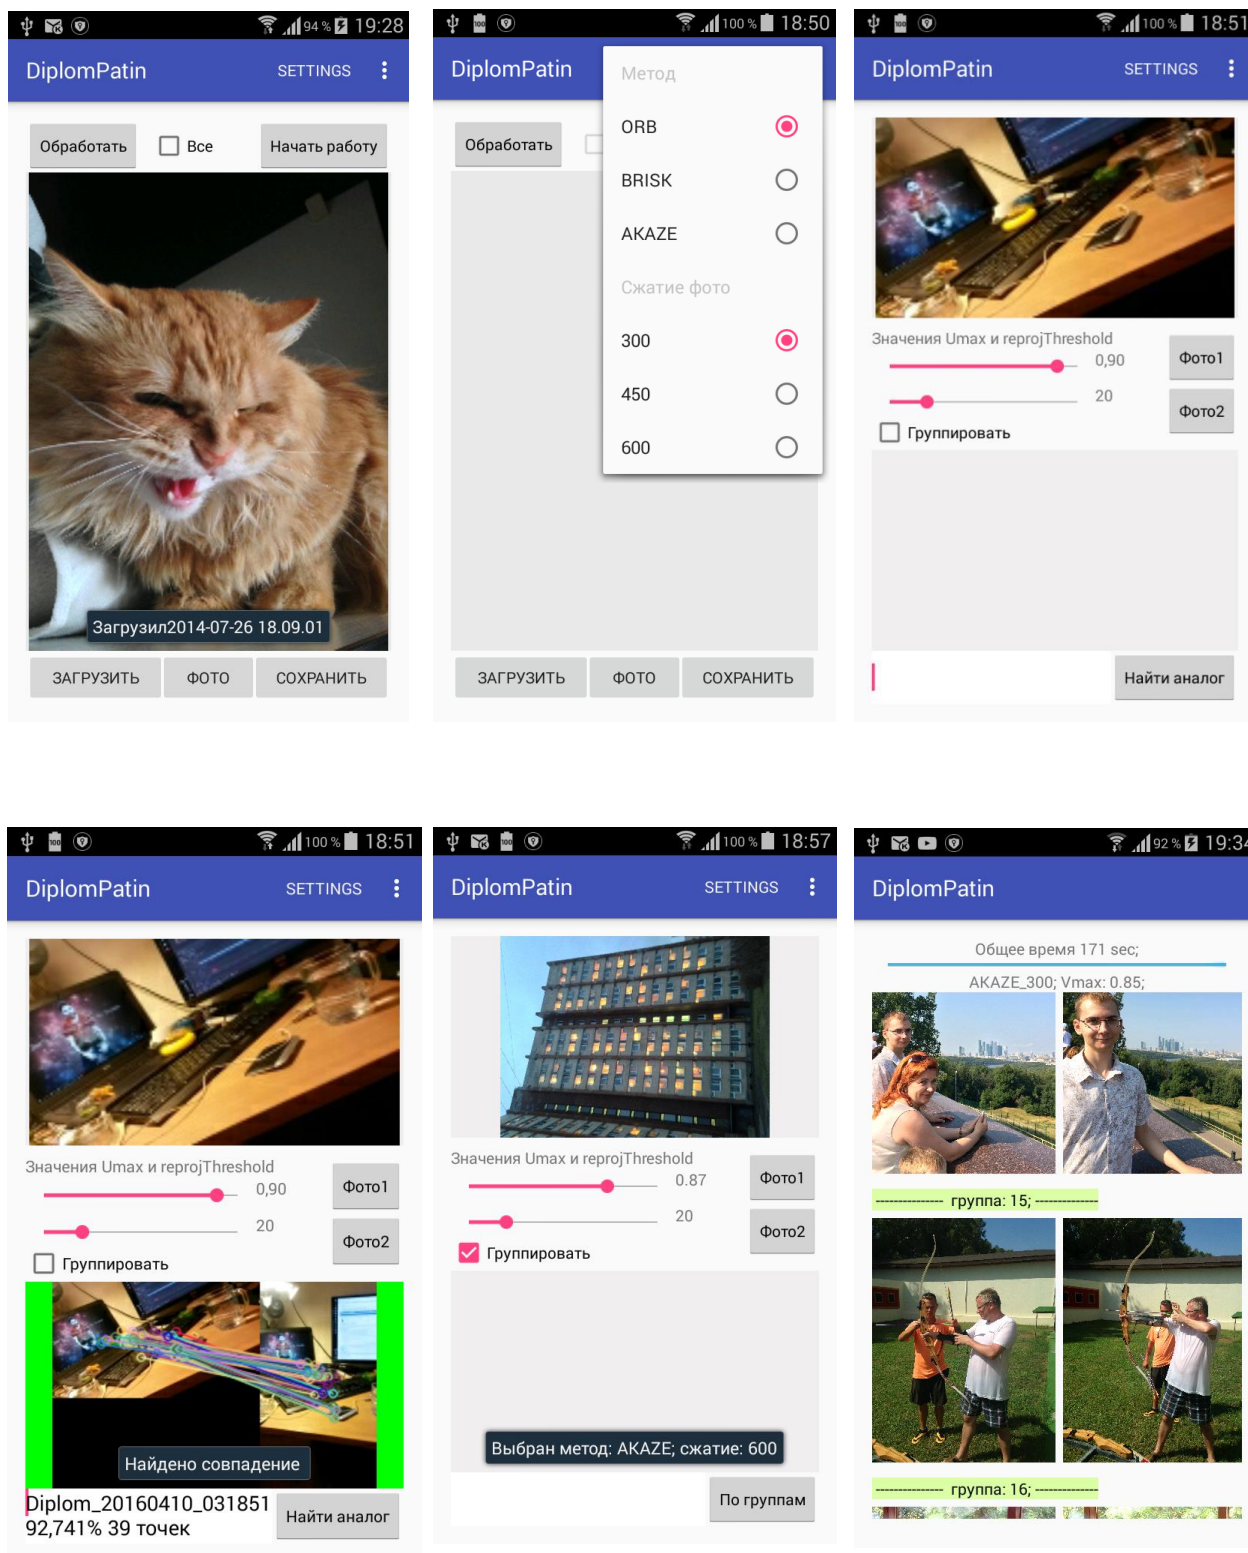 94 % 19:28
DiplomPatin SETTINGS
Обработать Все Начать работу
Загрузил2014-07-26 18.09.01
ЗАГРУЗИТЬ ФОТО СОХРАНИТЬ
100 100 % 18:50
DiplomPatin
Метод
ORB
Обработать
BRISK
AKAZE
Сжатие фото
300
450
600
ЗАГРУЗИТЬ ФОТО СОХРАНИТЬ
100 100 % 18:51
DiplomPatin SETTINGS
Значения Umax и reprojThreshold
0,90 Фото1
20 Фото2
Группировать
Найти аналог
100 100 % 18:51
DiplomPatin SETTINGS
Значения Umax и reprojThreshold
0,90 Фото1
20 Фото2
Группировать
Найдено совпадение
Diplom_20160410_031851
92,741% 39 точек Найти аналог
100 100 % 18:57
DiplomPatin SETTINGS
Значения Umax и reprojThreshold
0.87 Фото1
20 Фото2
Группировать
Выбран метод: AKAZE; сжатие: 600
По группам
92 % 19:34
DiplomPatin
Общее время 171 sec;
AKAZE_300; Vmax: 0.85;
--------------- группа: 15; --------------
--------------- группа: 16; --------------